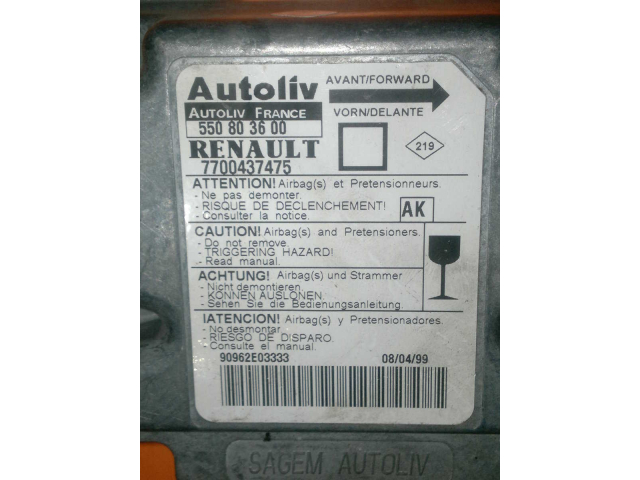 Autoliv
AUTOLIV FRANCE
550 80 36 00
RENAULT
7700437475
AVANT/FORWARD
VORN/DELANTE
219
ATTENTION! Airbag(s) et Pretensionneurs.
- Ne pas demonter.
- RISQUE DE DECLENCHEMENT!
- Consulter la notice.
AK
CAUTION! Airbag(s) and Pretensioners.
- Do not remove.
- TRIGGERING HAZARD!
- Read manual.
ACHTUNG! Airbag(s) und Strammer
- Nicht demontieren.
- KONNEN AUSLONEN.
- Sehen Sie die Bedienungsanleitung.
IATENCION! Airbag(s) y Pretensionadores.
- No desmontar.
- RIESGO DE DISPARO.
- Consulte el manual.
90962E03333 08/04/99
SAGEM AUTOLIV